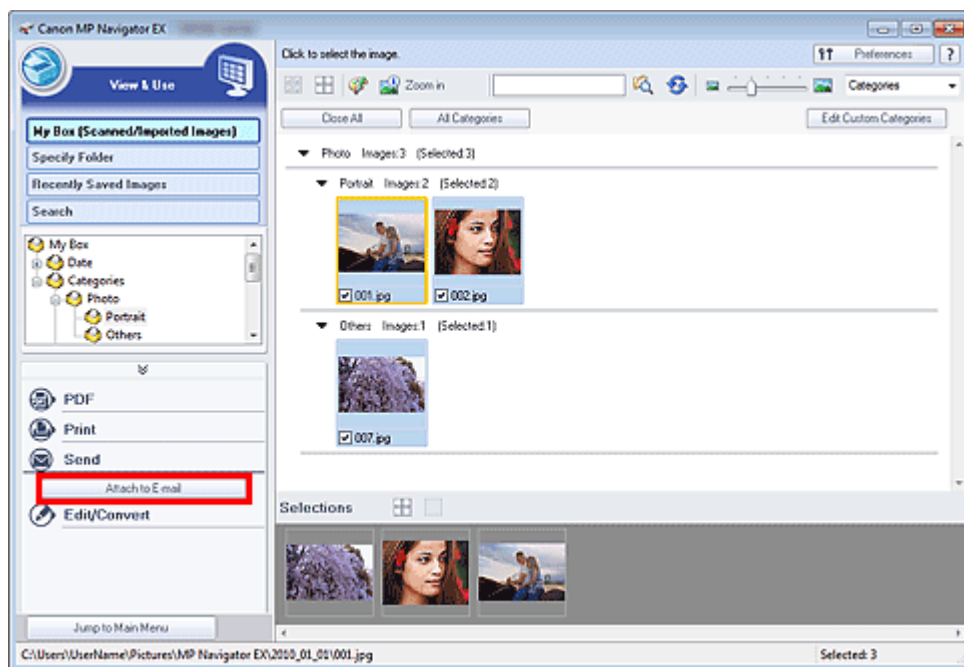 Canon MP Navigator EX
View & Use
Click to select the image.
Preferences
?
Zoom in
Categories
Close All
All Categories
Edit Custom Categories
My Box (Scanned/Imported Images)
Specify Folder
Recently Saved Images
Search
My Box
Date
Categories
Photo
Portrait
Others
PDF
Print
Send
Attach to E-mail
Edit/Convert
Jump to Main Menu
Photo Images:3 (Selected:3)
Portrait Images:2 (Selected:2)
001.jpg
002.jpg
Others Images:1 (Selected:1)
007.jpg
Selections
C:\Users\UserName\Pictures\MP Navigator EX\2010_01_01\001.jpg
Selected: 3